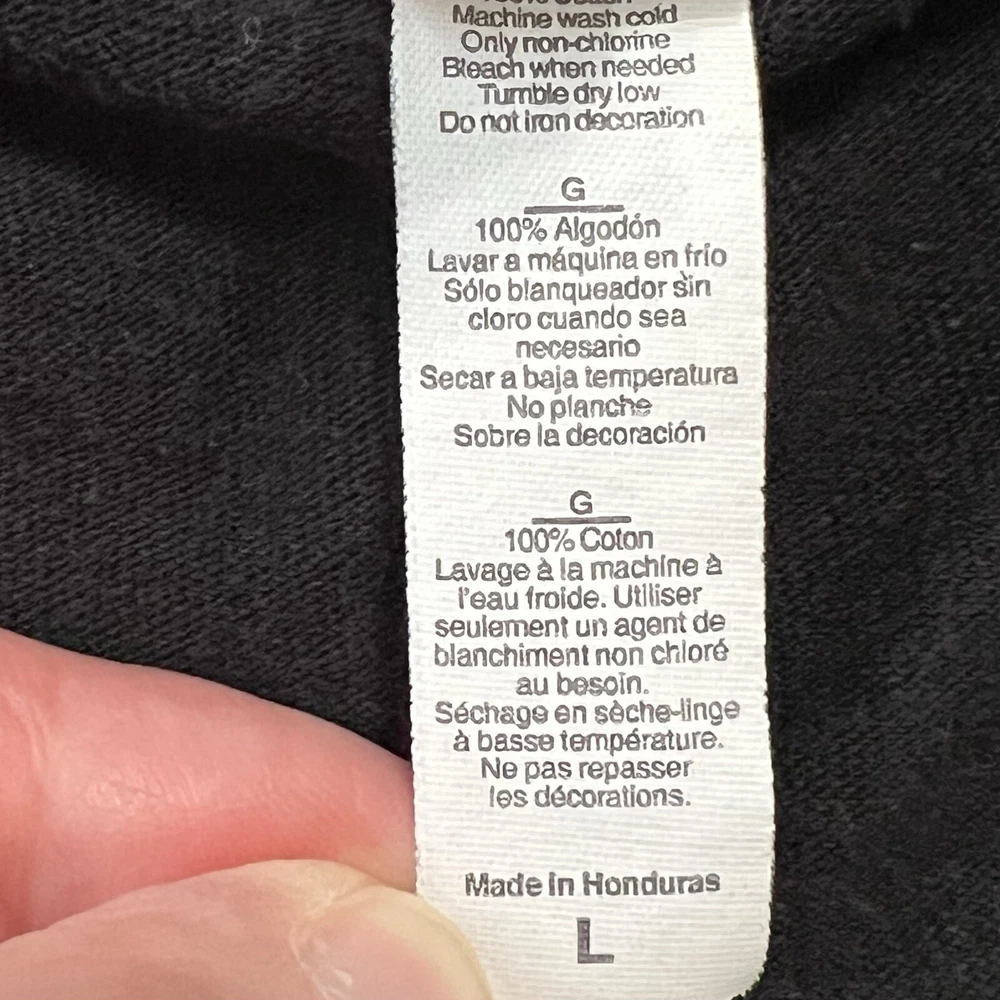 Machine wash cold
Only non-chlorine
Bleach when needed
Tumble dry low
Do not iron decoration
G
100% Algodón
Lavar a máquina en frío
Sólo blanqueador sin
cloro cuando sea
necesario
Secar a baja temperatura
No planche
Sobre la decoración
G
100% Coton
Lavage à la machine à
l'eau froide. Utiliser
seulement un agent de
blanchiment non chloré
au besoin.
Séchage en sèche-linge
à basse température.
Ne pas repasser
les décorations.
Made in Honduras
L